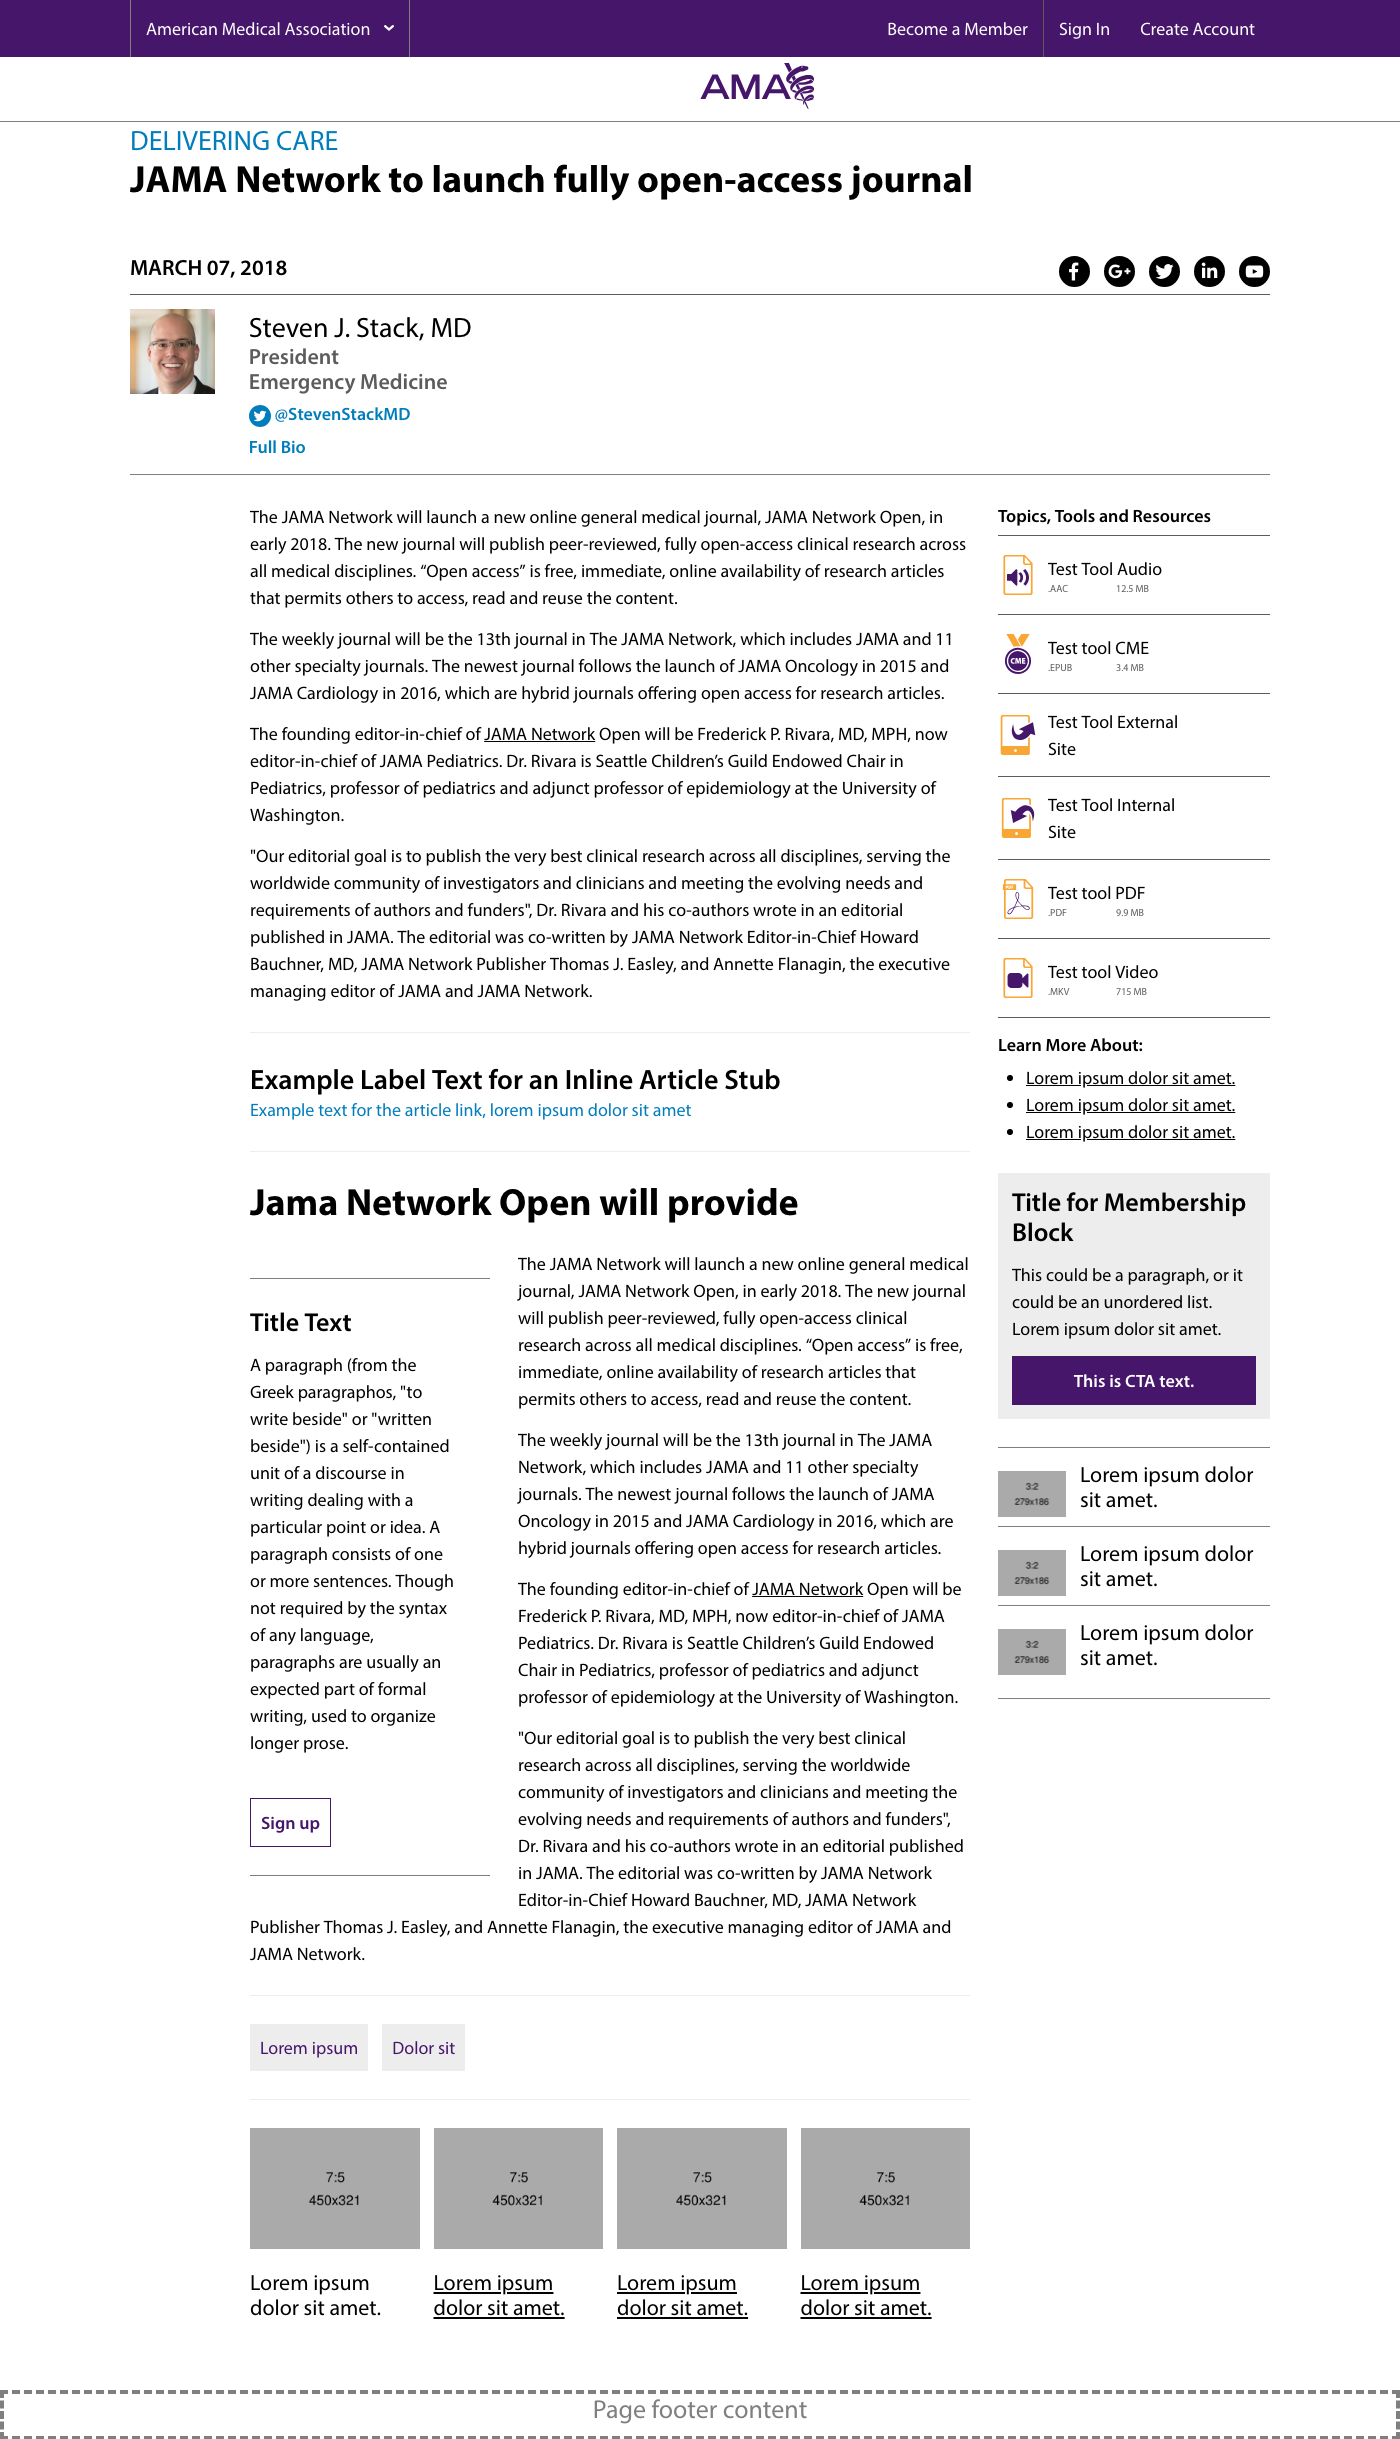 American Medical Association
Become a Member
Sign In
Create Account
AMA
DELIVERING CARE
JAMA Network to launch fully open-access journal
MARCH 07, 2018
Steven J. Stack, MD
President
Emergency Medicine
@StevenStackMD
Full Bio
The JAMA Network will launch a new online general medical journal, JAMA Network Open, in
early 2018. The new journal will publish peer-reviewed, fully open-access clinical research across
all medical disciplines. “Open access” is free, immediate, online availability of research articles
that permits others to access, read and reuse the content.
The weekly journal will be the 13th journal in The JAMA Network, which includes JAMA and 11
other specialty journals. The newest journal follows the launch of JAMA Oncology in 2015 and
JAMA Cardiology in 2016, which are hybrid journals offering open access for research articles.
The founding editor-in-chief of JAMA Network Open will be Frederick P. Rivara, MD, MPH, now
editor-in-chief of JAMA Pediatrics. Dr. Rivara is Seattle Children’s Guild Endowed Chair in
Pediatrics, professor of pediatrics and adjunct professor of epidemiology at the University of
Washington.
"Our editorial goal is to publish the very best clinical research across all disciplines, serving the
worldwide community of investigators and clinicians and meeting the evolving needs and
requirements of authors and funders", Dr. Rivara and his co-authors wrote in an editorial
published in JAMA. The editorial was co-written by JAMA Network Editor-in-Chief Howard
Bauchner, MD, JAMA Network Publisher Thomas J. Easley, and Annette Flanagin, the executive
managing editor of JAMA and JAMA Network.
Example Label Text for an Inline Article Stub
Example text for the article link, lorem ipsum dolor sit amet
Jama Network Open will provide
Title Text
A paragraph (from the
Greek paragraphos, "to
write beside" or "written
beside") is a self-contained
unit of a discourse in
writing dealing with a
particular point or idea. A
paragraph consists of one
or more sentences. Though
not required by the syntax
of any language,
paragraphs are usually an
expected part of formal
writing, used to organize
longer prose.
Sign up
The JAMA Network will launch a new online general medical
journal, JAMA Network Open, in early 2018. The new journal
will publish peer-reviewed, fully open-access clinical
research across all medical disciplines. “Open access” is free,
immediate, online availability of research articles that
permits others to access, read and reuse the content.
The weekly journal will be the 13th journal in The JAMA
Network, which includes JAMA and 11 other specialty
journals. The newest journal follows the launch of JAMA
Oncology in 2015 and JAMA Cardiology in 2016, which are
hybrid journals offering open access for research articles.
The founding editor-in-chief of JAMA Network Open will be
Frederick P. Rivara, MD, MPH, now editor-in-chief of JAMA
Pediatrics. Dr. Rivara is Seattle Children’s Guild Endowed
Chair in Pediatrics, professor of pediatrics and adjunct
professor of epidemiology at the University of Washington.
"Our editorial goal is to publish the very best clinical
research across all disciplines, serving the worldwide
community of investigators and clinicians and meeting the
evolving needs and requirements of authors and funders",
Dr. Rivara and his co-authors wrote in an editorial published
in JAMA. The editorial was co-written by JAMA Network
Editor-in-Chief Howard Bauchner, MD, JAMA Network
Publisher Thomas J. Easley, and Annette Flanagin, the executive managing editor of JAMA and
JAMA Network.
Lorem ipsum
Dolor sit
7:5
450x321
7:5
450x321
7:5
450x321
7:5
450x321
Lorem ipsum
dolor sit amet.
Lorem ipsum
dolor sit amet.
Lorem ipsum
dolor sit amet.
Lorem ipsum
dolor sit amet.
Topics, Tools and Resources
Test Tool Audio
.AAC 12.5 MB
CME
Test tool CME
.EPUB 3.4 MB
Test Tool External
Site
Test Tool Internal
Site
PDF
Test tool PDF
.PDF 9.9 MB
Test tool Video
.MKV 715 MB
Learn More About:
Lorem ipsum dolor sit amet.
Lorem ipsum dolor sit amet.
Lorem ipsum dolor sit amet.
Title for Membership
Block
This could be a paragraph, or it
could be an unordered list.
Lorem ipsum dolor sit amet.
This is CTA text.
3:2
279x186
Lorem ipsum dolor
sit amet.
3:2
279x186
Lorem ipsum dolor
sit amet.
3:2
279x186
Lorem ipsum dolor
sit amet.
Page footer content